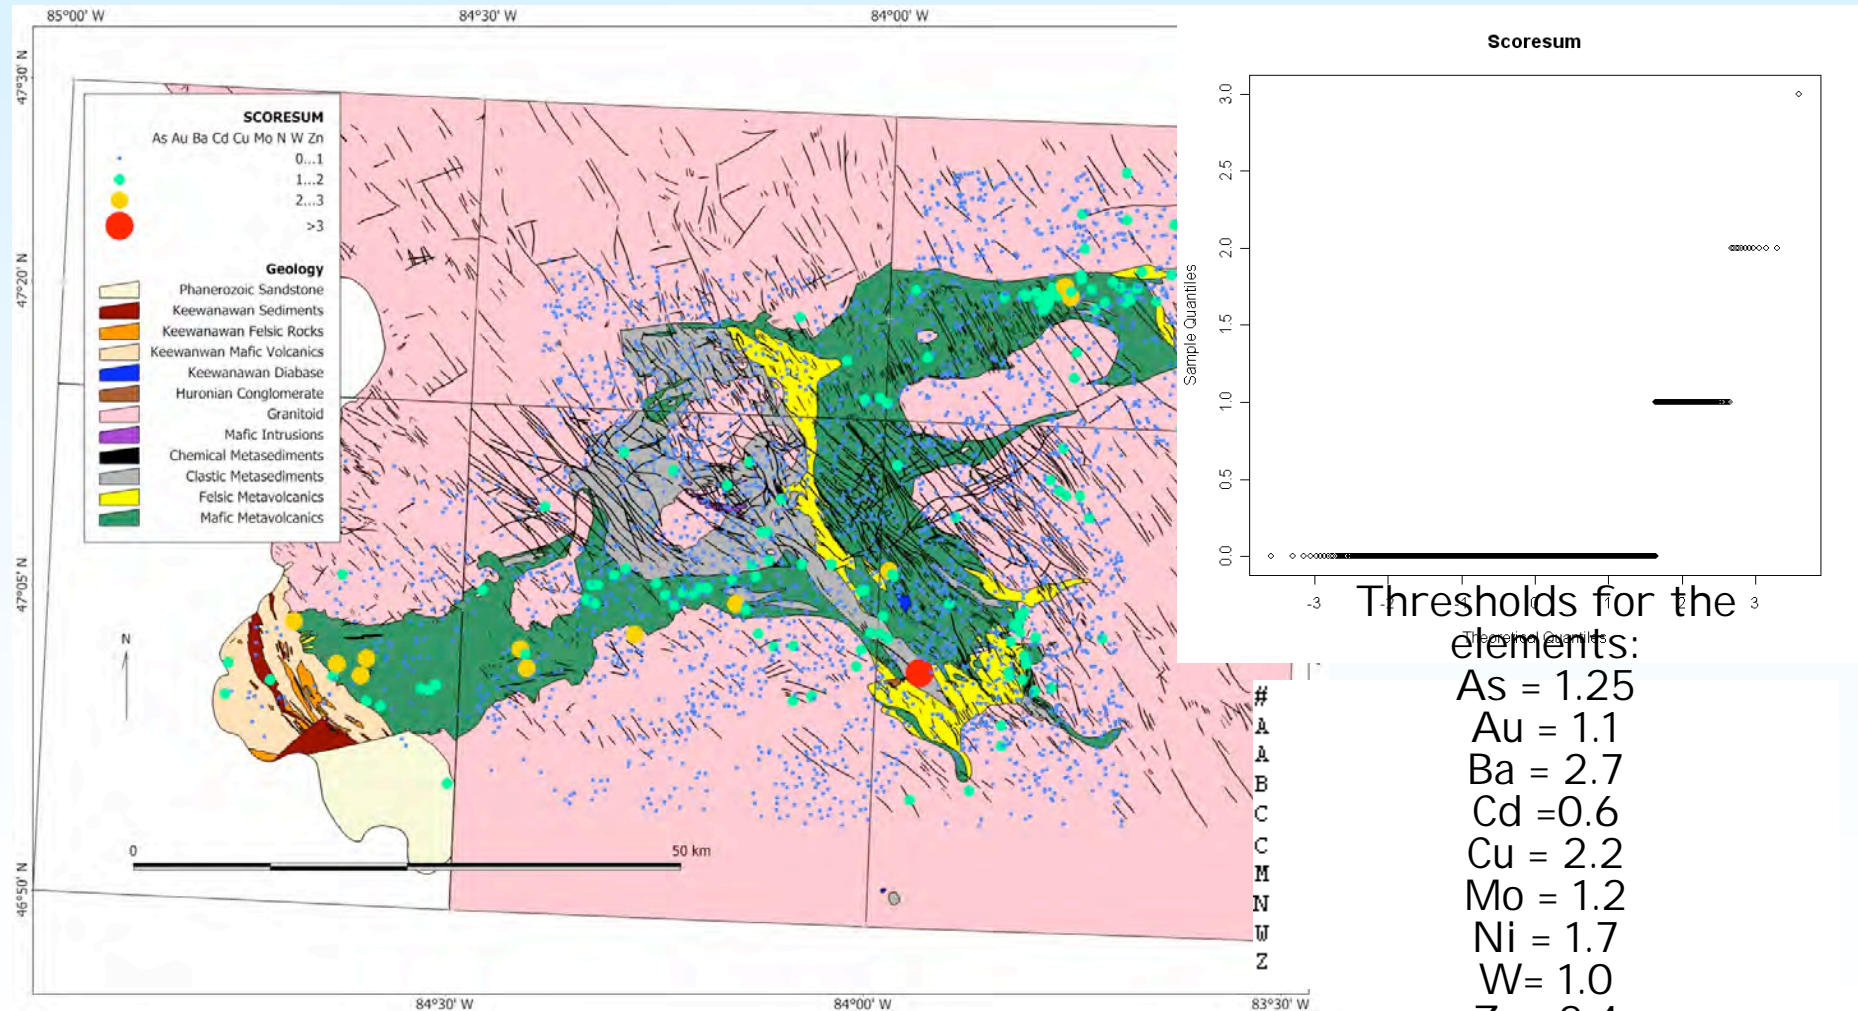 85°00' W
84°30' W
84°00' W
47°30' N
47°20' N
47°05' N
46°50' N
SCORESUM
As Au Ba Cd Cu Mo N W Zn
0...1
1...2
2...3
>3
Geology
Phanerozoic Sandstone
Keewanawan Sediments
Keewanawan Felsic Rocks
Keewanwan Mafic Volcanics
Keewanawan Diabase
Huronian Conglomerate
Granitoid
Mafic Intrusions
Chemical Metasediments
Clastic Metasediments
Felsic Metavolcanics
Mafic Metavolcanics
N
0
50 km
84°30' W
84°00' W
83°30' W
Scoresum
Sample Quantiles
3.0
2.5
2.0
1.5
1.0
0.5
0.0
-3 -2 -1 0 1 2 3
Theoretical Quantiles
Thresholds for the
elements:
As = 1.25
Au = 1.1
Ba = 2.7
Cd =0.6
Cu = 2.2
Mo = 1.2
Ni = 1.7
W= 1.0
#
A
A
B
C
C
M
N
W
Z